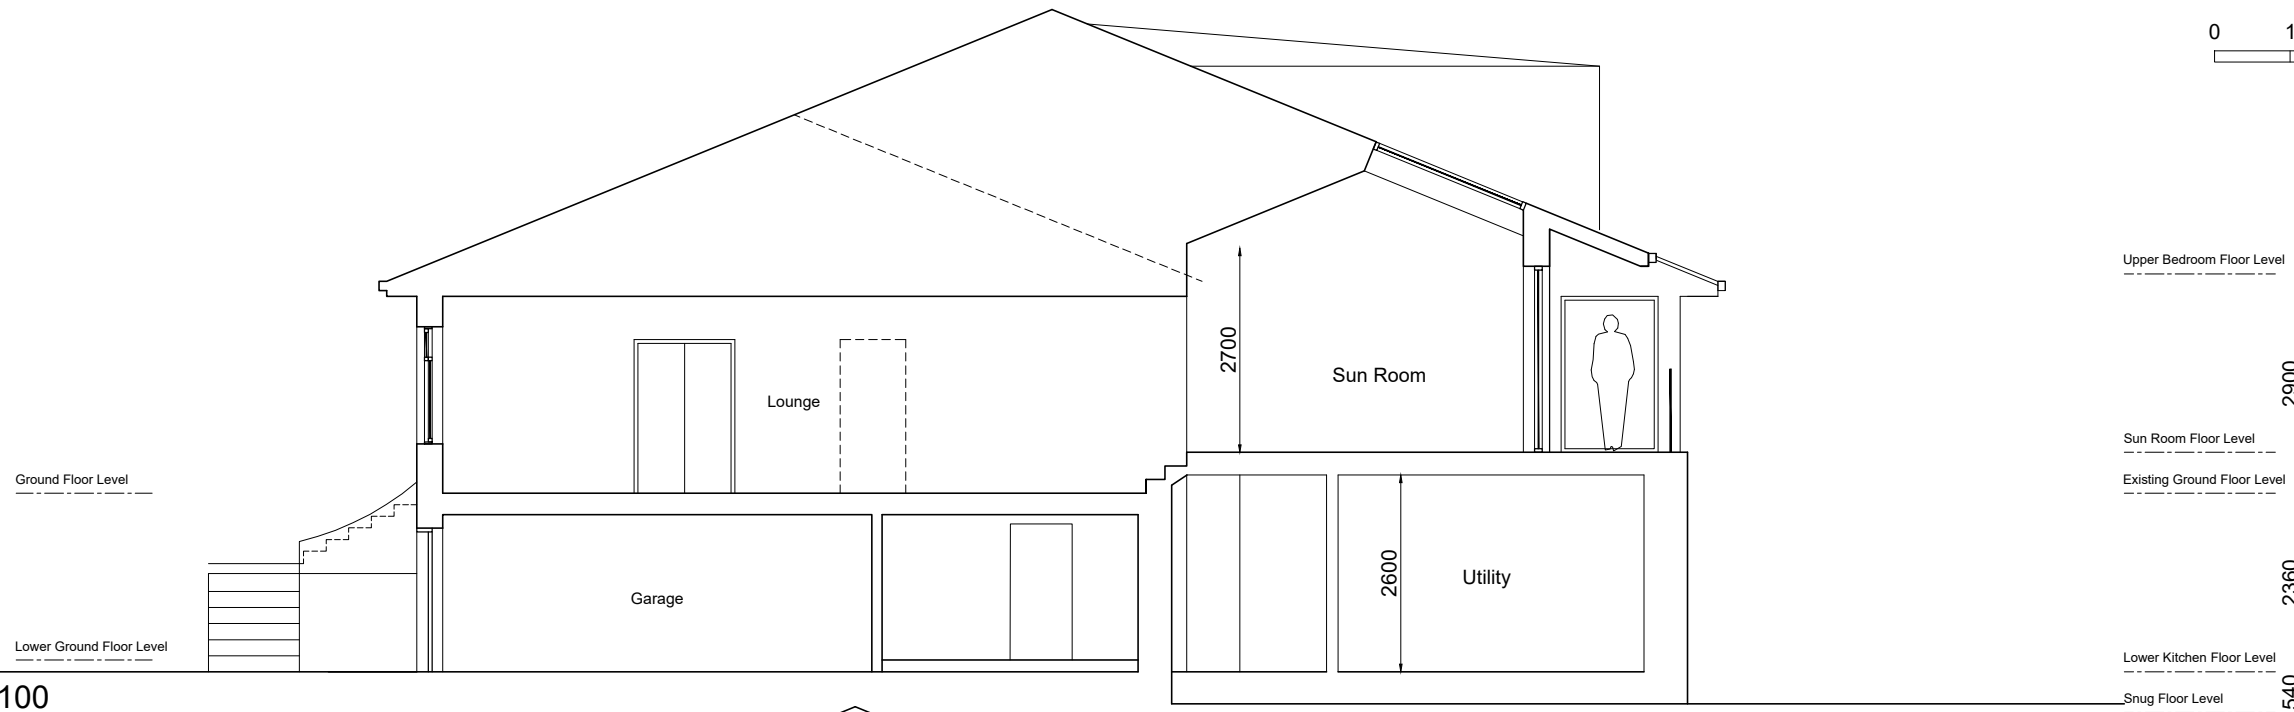 0 1
Upper Bedroom Floor Level
2700
Sun Room
2900
Lounge
Sun Room Floor Level
Ground Floor Level
Existing Ground Floor Level
2600
Utility
2360
Garage
Lower Ground Floor Level
Lower Kitchen Floor Level
100
Snug Floor Level
540